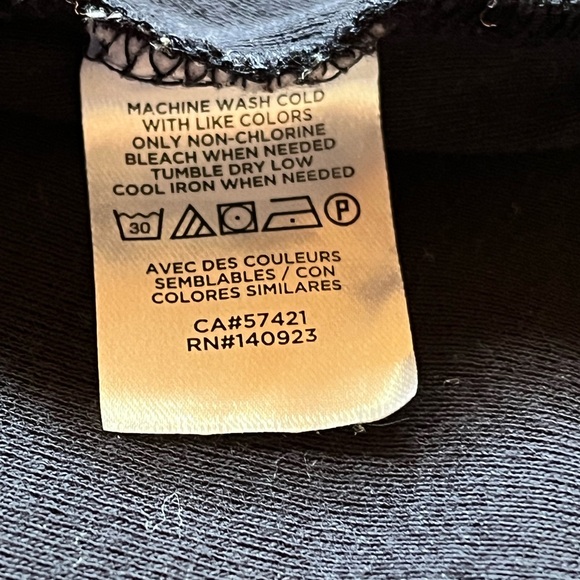 MACHINE WASH COLD
WITH LIKE COLORS
ONLY NON-CHLORINE
BLEACH WHEN NEEDED
TUMBLE DRY LOW
COOL IRON WHEN NEEDED
30 P
AVEC DES COULEURS
SEMBLABLES / CON
COLORES SIMILARES
CA#57421
RN#140923